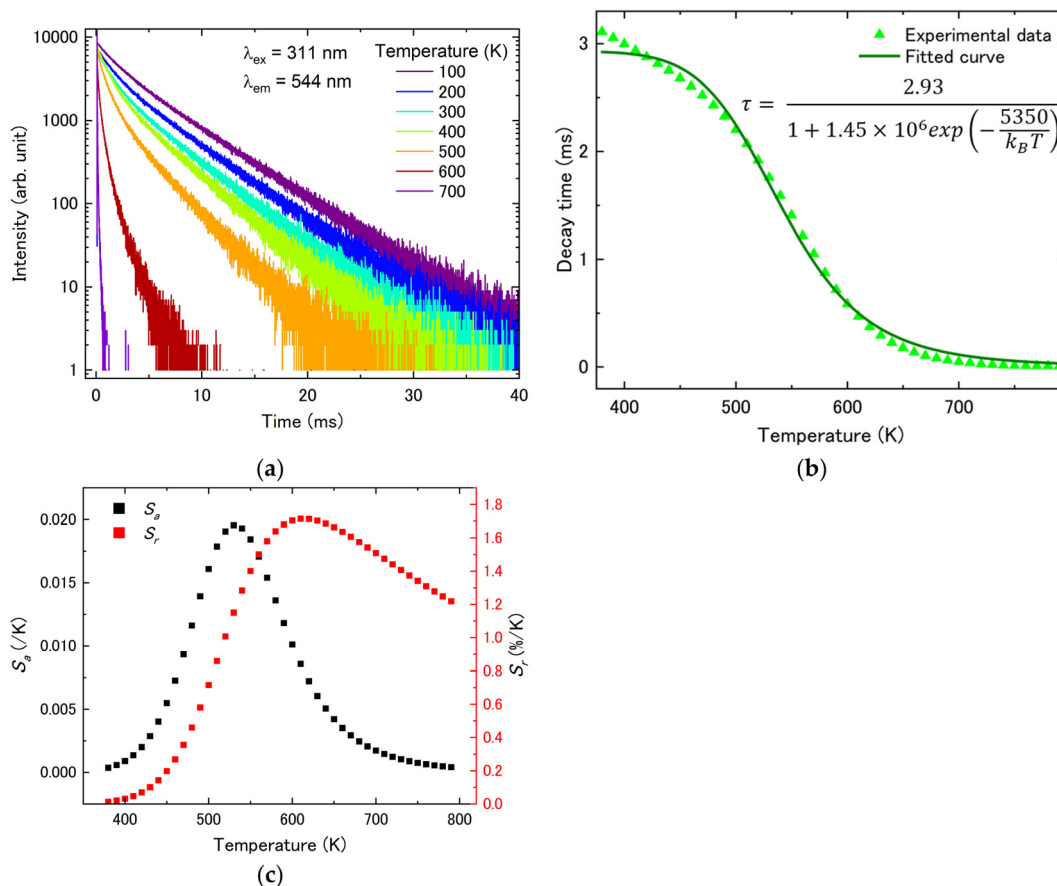 λex = 311 nm
λem = 544 nm
Temperature (K)
100
200
300
400
500
600
700
10000
1000
100
10
1
Intensity (arb. unit)
0 10 20 30 40
Time (ms)
(a)
Experimental data
Fitted curve
τ = 2.93 / (1 + 1.45 × 10⁶exp(−5350/k_BT))
3
2
1
0
Decay time (ms)
400 500 600 700
Temperature (K)
(b)
Sa
Sr
0.020
0.015
0.010
0.005
0.000
Sa (/K)
1.8
1.6
1.4
1.2
1.0
0.8
0.6
0.4
0.2
0.0
Sr (%/K)
400 500 600 700 800
Temperature (K)
(c)